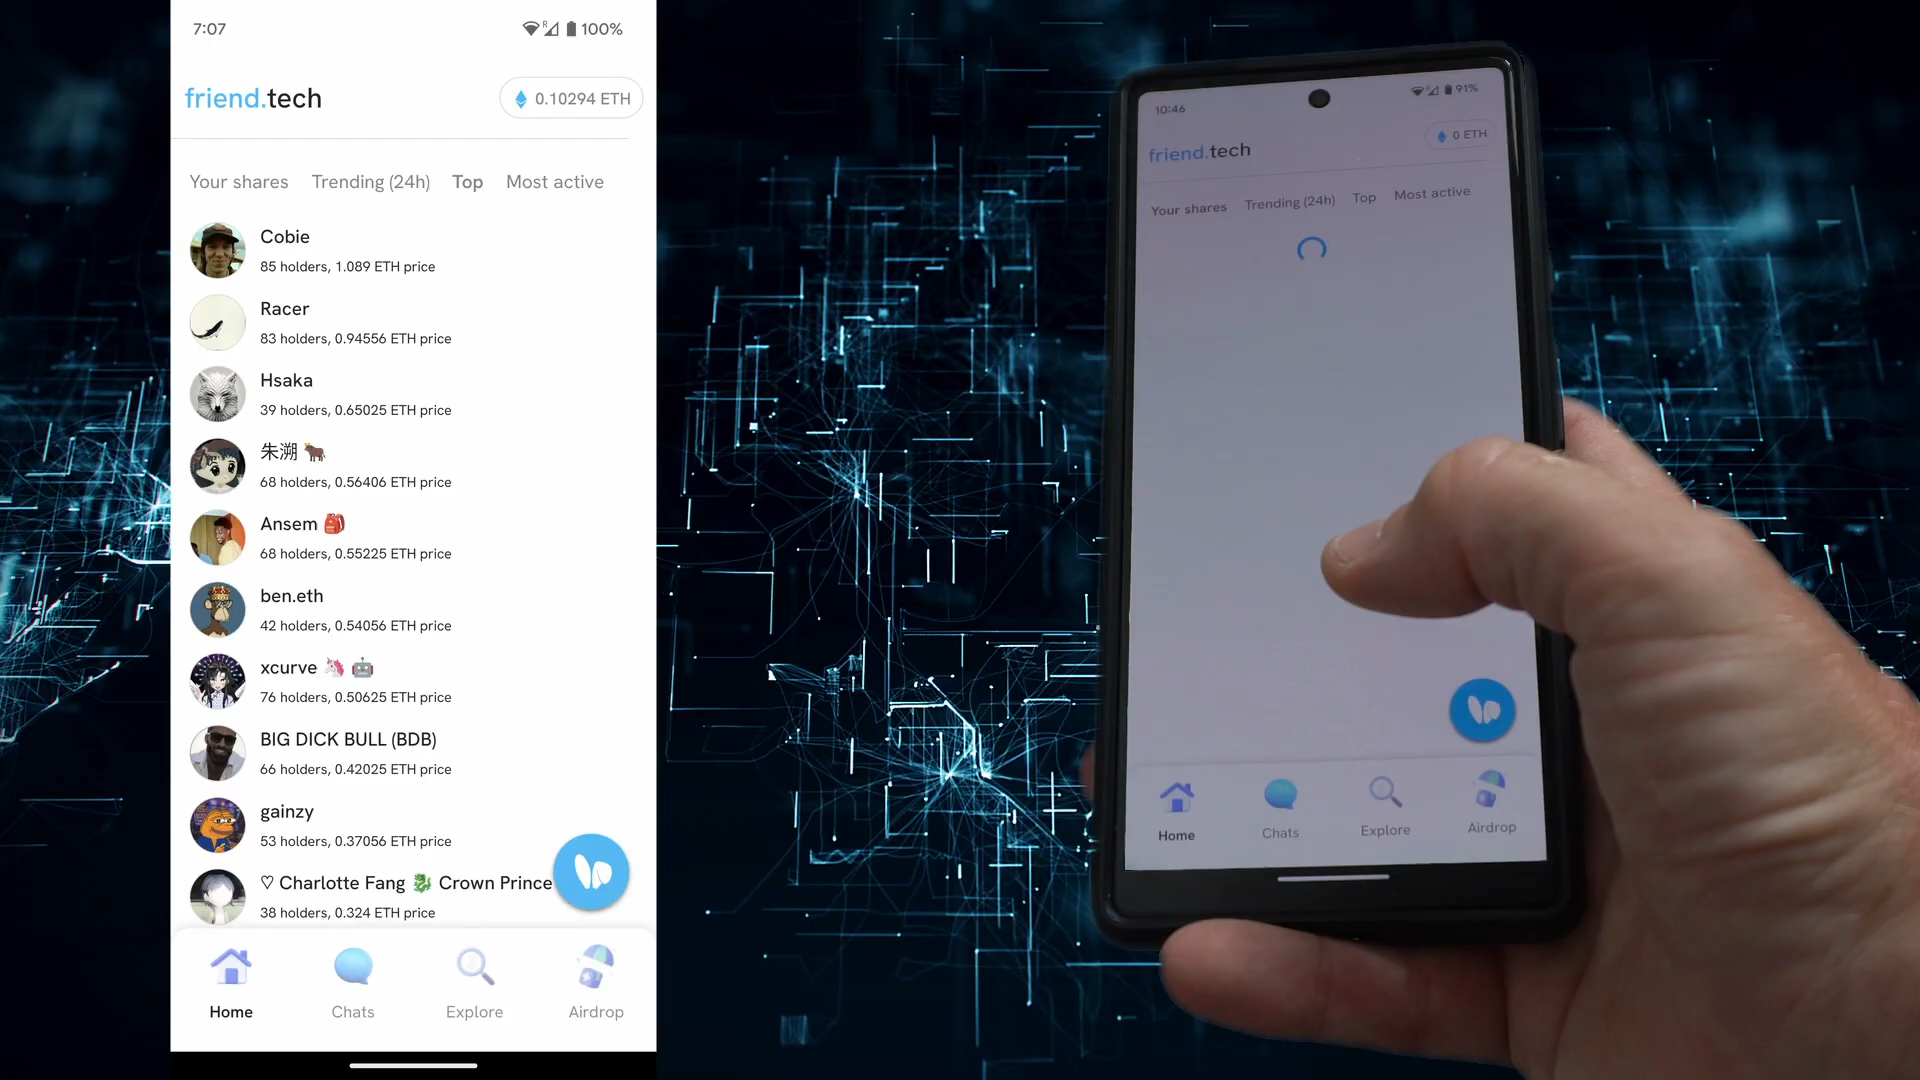 7:07
R
100%
friend.tech
0.10294 ETH
Your shares Trending (24h) Top Most active
Cobie
85 holders, 1.089 ETH price
Racer
83 holders, 0.94556 ETH price
Hsaka
39 holders, 0.65025 ETH price
朱溯 🐂
68 holders, 0.56406 ETH price
Ansem 🎒
68 holders, 0.55225 ETH price
ben.eth
42 holders, 0.54056 ETH price
xcurve 🦄 🤖
76 holders, 0.50625 ETH price
BIG DICK BULL (BDB)
66 holders, 0.42025 ETH price
gainzy
53 holders, 0.37056 ETH price
♡ Charlotte Fang 🐉 Crown Prince
38 holders, 0.324 ETH price
Home Chats Explore Airdrop
10:46
91%
friend.tech
0 ETH
Your shares Trending (24h) Top Most active
Home Chats Explore Airdrop